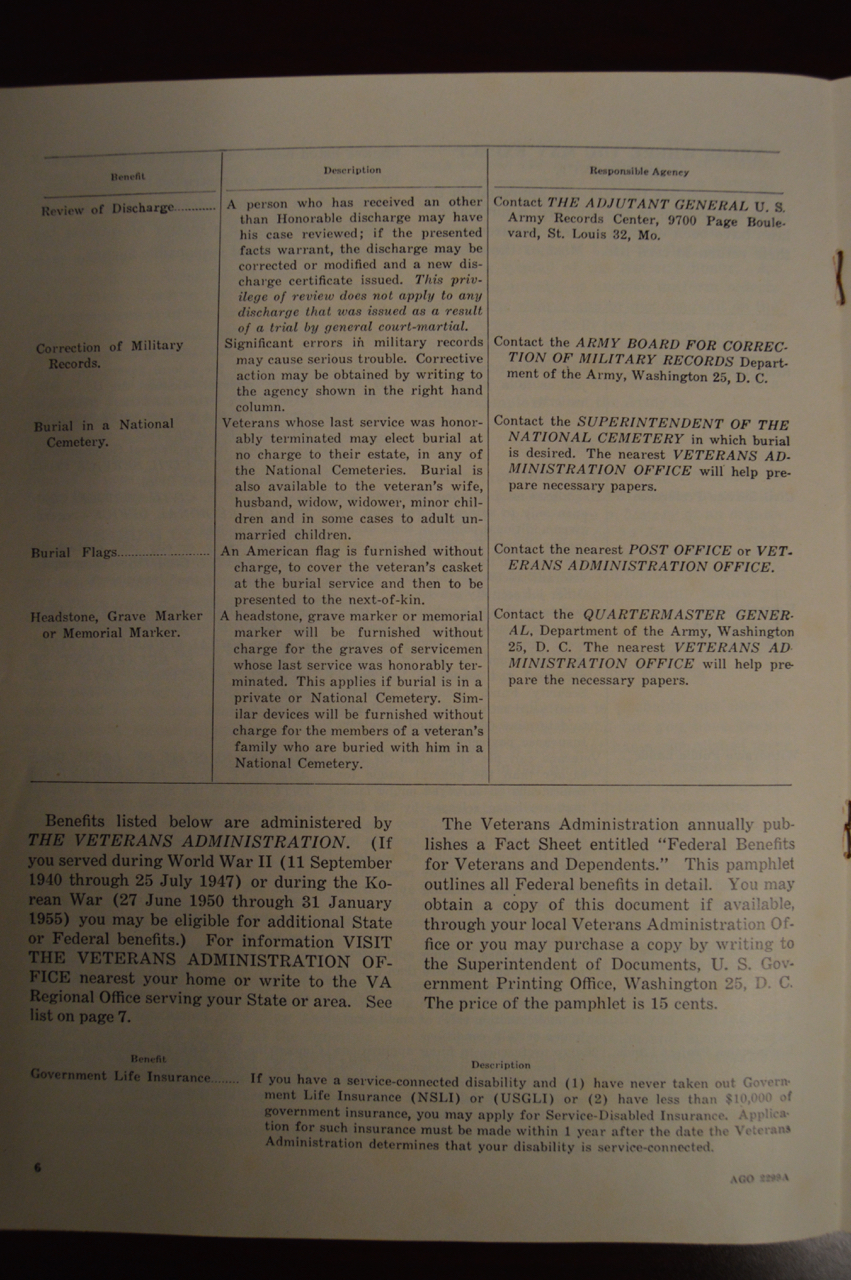 Benefit
Description
Responsible Agency
Review of Discharge...........
A person who has received an other
than Honorable discharge may have
his case reviewed; if the presented
facts warrant, the discharge may be
corrected or modified and a new dis-
charge certificate issued. This priv-
ilege of review does not apply to any
discharge that was issued as a result
of a trial by general court-martial.
Contact THE ADJUTANT GENERAL U. S.
Army Records Center, 9700 Page Boule-
vard, St. Louis 32, Mo.
Correction of Military
Records.
Significant errors in military records
may cause serious trouble. Corrective
action may be obtained by writing to
the agency shown in the right hand
column.
Contact the ARMY BOARD FOR CORREC-
TION OF MILITARY RECORDS Depart-
ment of the Army, Washington 25, D. C.
Burial in a National
Cemetery.
Veterans whose last service was honor-
ably terminated may elect burial at
no charge to their estate, in any of
the National Cemeteries. Burial is
also available to the veteran's wife,
husband, widow, widower, minor chil-
dren and in some cases to adult un-
married children.
Contact the SUPERINTENDENT OF THE
NATIONAL CEMETERY in which burial
is desired. The nearest VETERANS AD-
MINISTRATION OFFICE will help pre-
pare necessary papers.
Burial Flags.........................
An American flag is furnished without
charge, to cover the veteran's casket
at the burial service and then to be
presented to the next-of-kin.
Contact the nearest POST OFFICE or VET-
ERANS ADMINISTRATION OFFICE.
Headstone, Grave Marker
or Memorial Marker.
A headstone, grave marker or memorial
marker will be furnished without
charge for the graves of servicemen
whose last service was honorably ter-
minated. This applies if burial is in a
private or National Cemetery. Sim-
ilar devices will be furnished without
charge for the members of a veteran's
family who are buried with him in a
National Cemetery.
Contact the QUARTERMASTER GENER-
AL, Department of the Army, Washington
25, D. C. The nearest VETERANS AD-
MINISTRATION OFFICE will help pre-
pare the necessary papers.
Benefits listed below are administered by
THE VETERANS ADMINISTRATION. (If
you served during World War II (11 September
1940 through 25 July 1947) or during the Ko-
rean War (27 June 1950 through 31 January
1955) you may be eligible for additional State
or Federal benefits.) For information VISIT
THE VETERANS ADMINISTRATION OF-
FICE nearest your home or write to the VA
Regional Office serving your State or area. See
list on page 7.
The Veterans Administration annually pub-
lishes a Fact Sheet entitled "Federal Benefits
for Veterans and Dependents." This pamphlet
outlines all Federal benefits in detail. You may
obtain a copy of this document if available,
through your local Veterans Administration Of-
fice or you may purchase a copy by writing to
the Superintendent of Documents, U. S. Gov-
ernment Printing Office, Washington 25, D. C.
The price of the pamphlet is 15 cents.
Benefit
Description
Government Life Insurance........
If you have a service-connected disability and (1) have never taken out Govern-
ment Life Insurance (NSLI) or (USGLI) or (2) have less than $10,000 of
government insurance, you may apply for Service-Disabled Insurance. Applica-
tion for such insurance must be made within 1 year after the date the Veterans
Administration determines that your disability is service-connected.
6
AGO 2209A